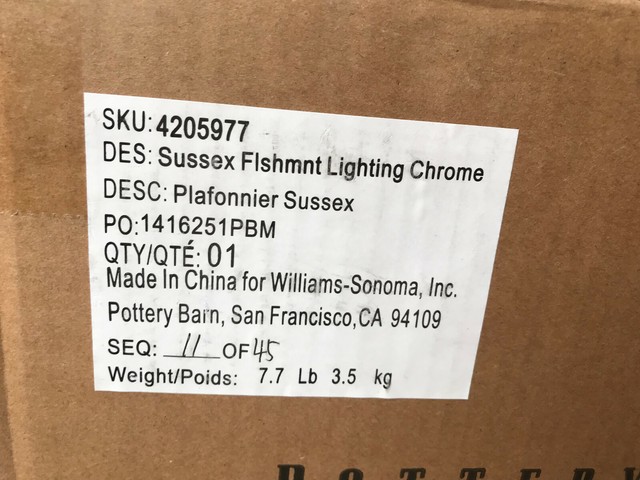 SKU:4205977
DES: Sussex Flshmnt Lighting Chrome
DESC: Plafonnier Sussex
PO:1416251PBM
QTY/QTÉ: 01
Made In China for Williams-Sonoma, Inc.
Pottery Barn, San Francisco,CA 94109
SEQ: 11 OF 45
Weight/Poids: 7.7 Lb 3.5 kg